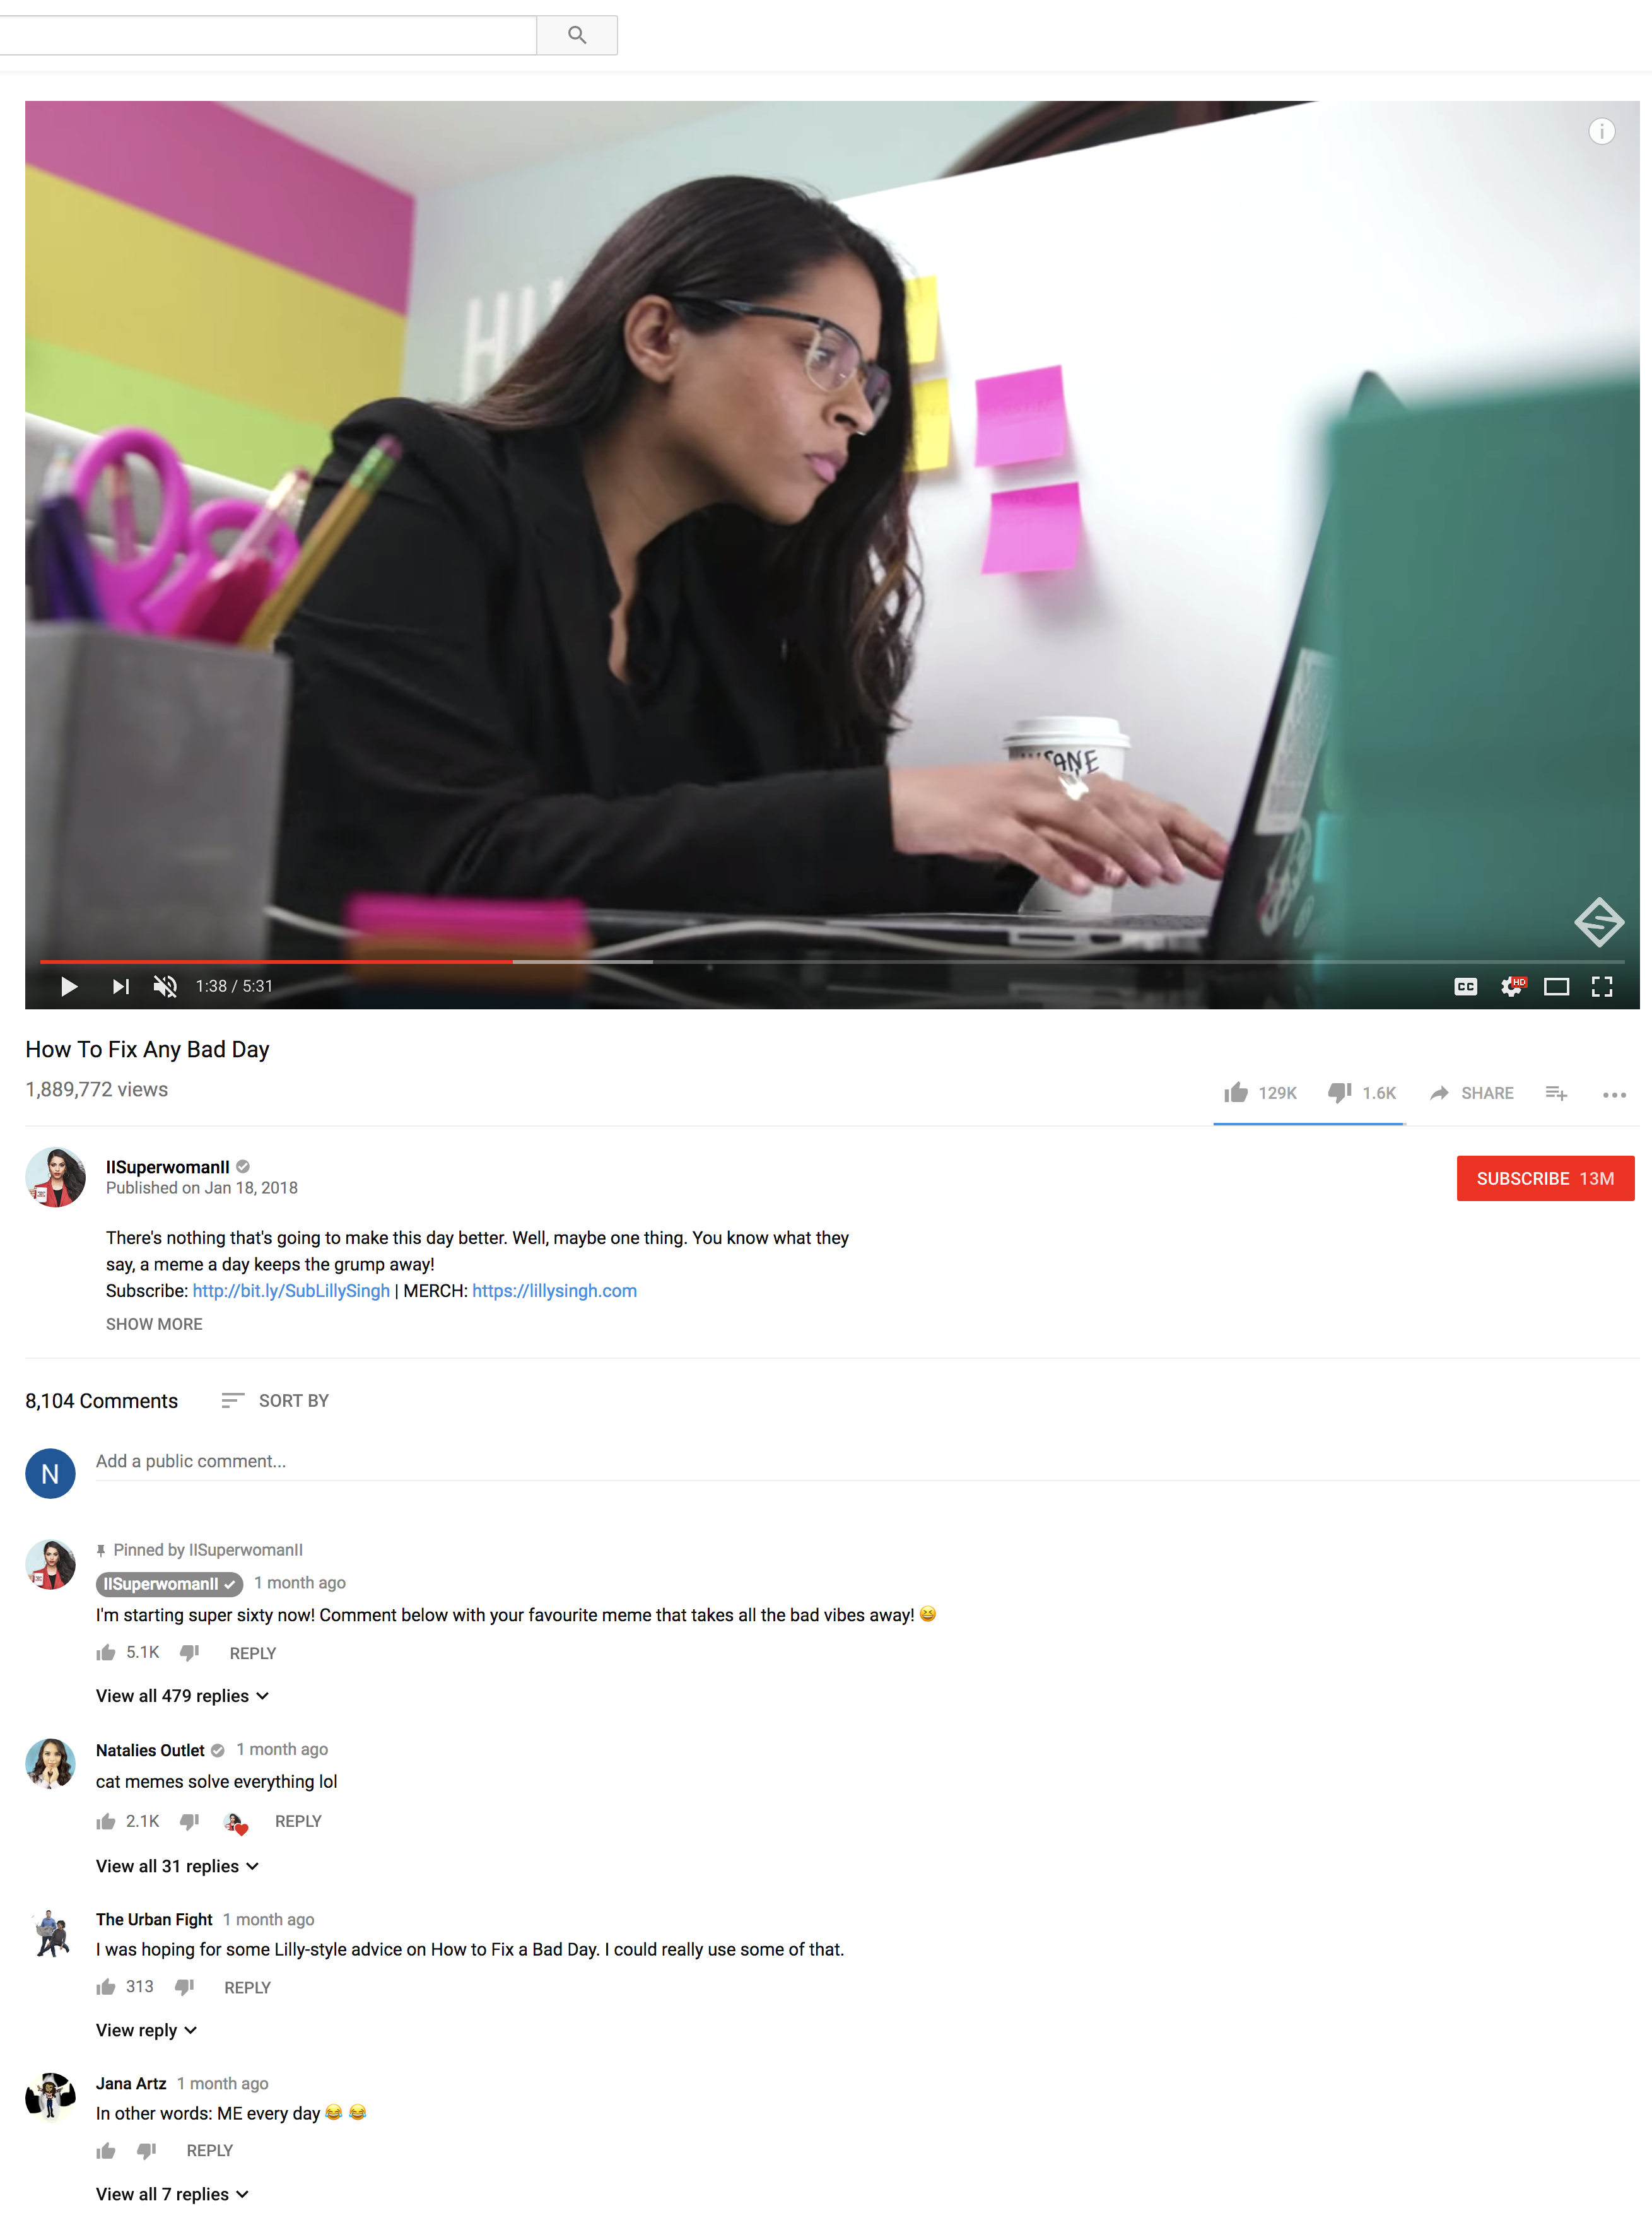 HU
SANE
1:38 / 5:31
CC
HD
How To Fix Any Bad Day
1,889,772 views
129K
1.6K
SHARE
IISuperwomanII
Published on Jan 18, 2018
SUBSCRIBE 13M
There's nothing that's going to make this day better. Well, maybe one thing. You know what they
say, a meme a day keeps the grump away!
Subscribe: http://bit.ly/SubLillySingh | MERCH: https://lillysingh.com
SHOW MORE
8,104 Comments
SORT BY
N
Add a public comment...
Pinned by IISuperwomanII
IISuperwomanII 1 month ago
I'm starting super sixty now! Comment below with your favourite meme that takes all the bad vibes away! 😆
5.1K
REPLY
View all 479 replies
Natalies Outlet 1 month ago
cat memes solve everything lol
2.1K
REPLY
View all 31 replies
The Urban Fight 1 month ago
I was hoping for some Lilly-style advice on How to Fix a Bad Day. I could really use some of that.
313
REPLY
View reply
Jana Artz 1 month ago
In other words: ME every day 😂 😂
REPLY
View all 7 replies